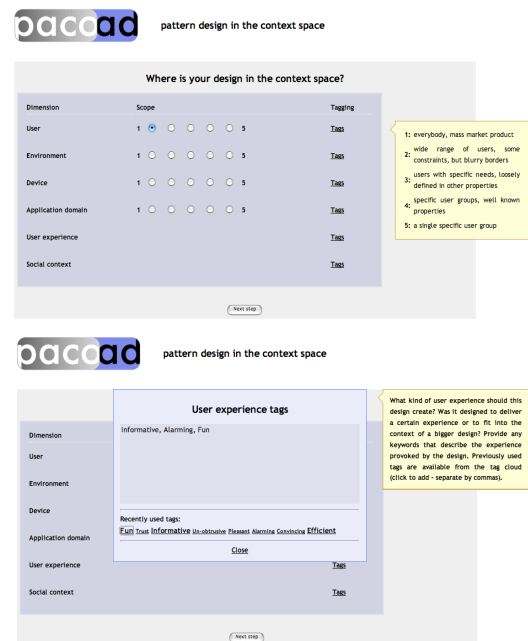 pacoad
pattern design in the context space
Where is your design in the context space?
Dimension Scope Tagging
User 1 5 Tags
Environment 1 5 Tags
Device 1 5 Tags
Application domain 1 5 Tags
User experience Tags
Social context Tags
1: everybody, mass market product
2: wide range of users, some
constraints, but blurry borders
3: users with specific needs, loosely
defined in other properties
4: specific user groups, well known
properties
5: a single specific user group
Next step
pacoad
pattern design in the context space
User experience tags
Informative, Alarming, Fun
Recently used tags:
Fun Trust Informative Un-obtrusive Pleasant Alarming Convincing Efficient
Close
Dimension
User
Environment
Device
Application domain
User experience Tags
Social context Tags
What kind of user experience should this
design create? Was it designed to deliver
a certain experience or to fit into the
context of a bigger design? Provide any
keywords that describe the experience
provoked by the design. Previously used
tags are available from the tag cloud
(click to add - separate by commas).
Next step